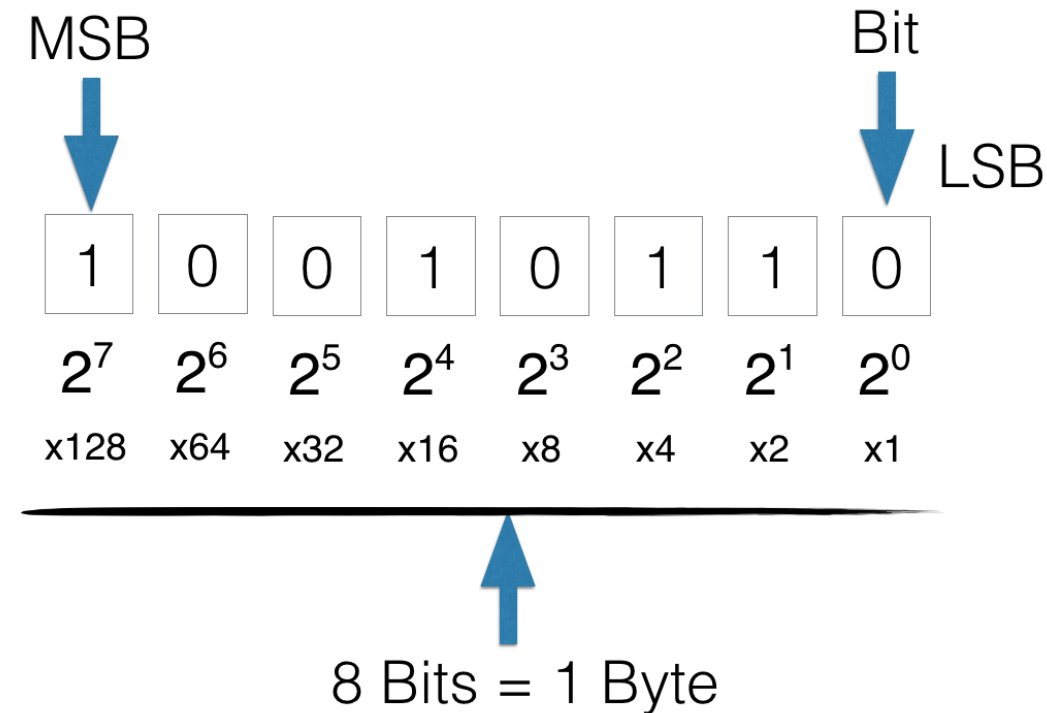 MSB Bit
LSB
1 0 0 1 0 1 1 0
2⁷ 2⁶ 2⁵ 2⁴ 2³ 2² 2¹ 2⁰
x128 x64 x32 x16 x8 x4 x2 x1
8 Bits = 1 Byte